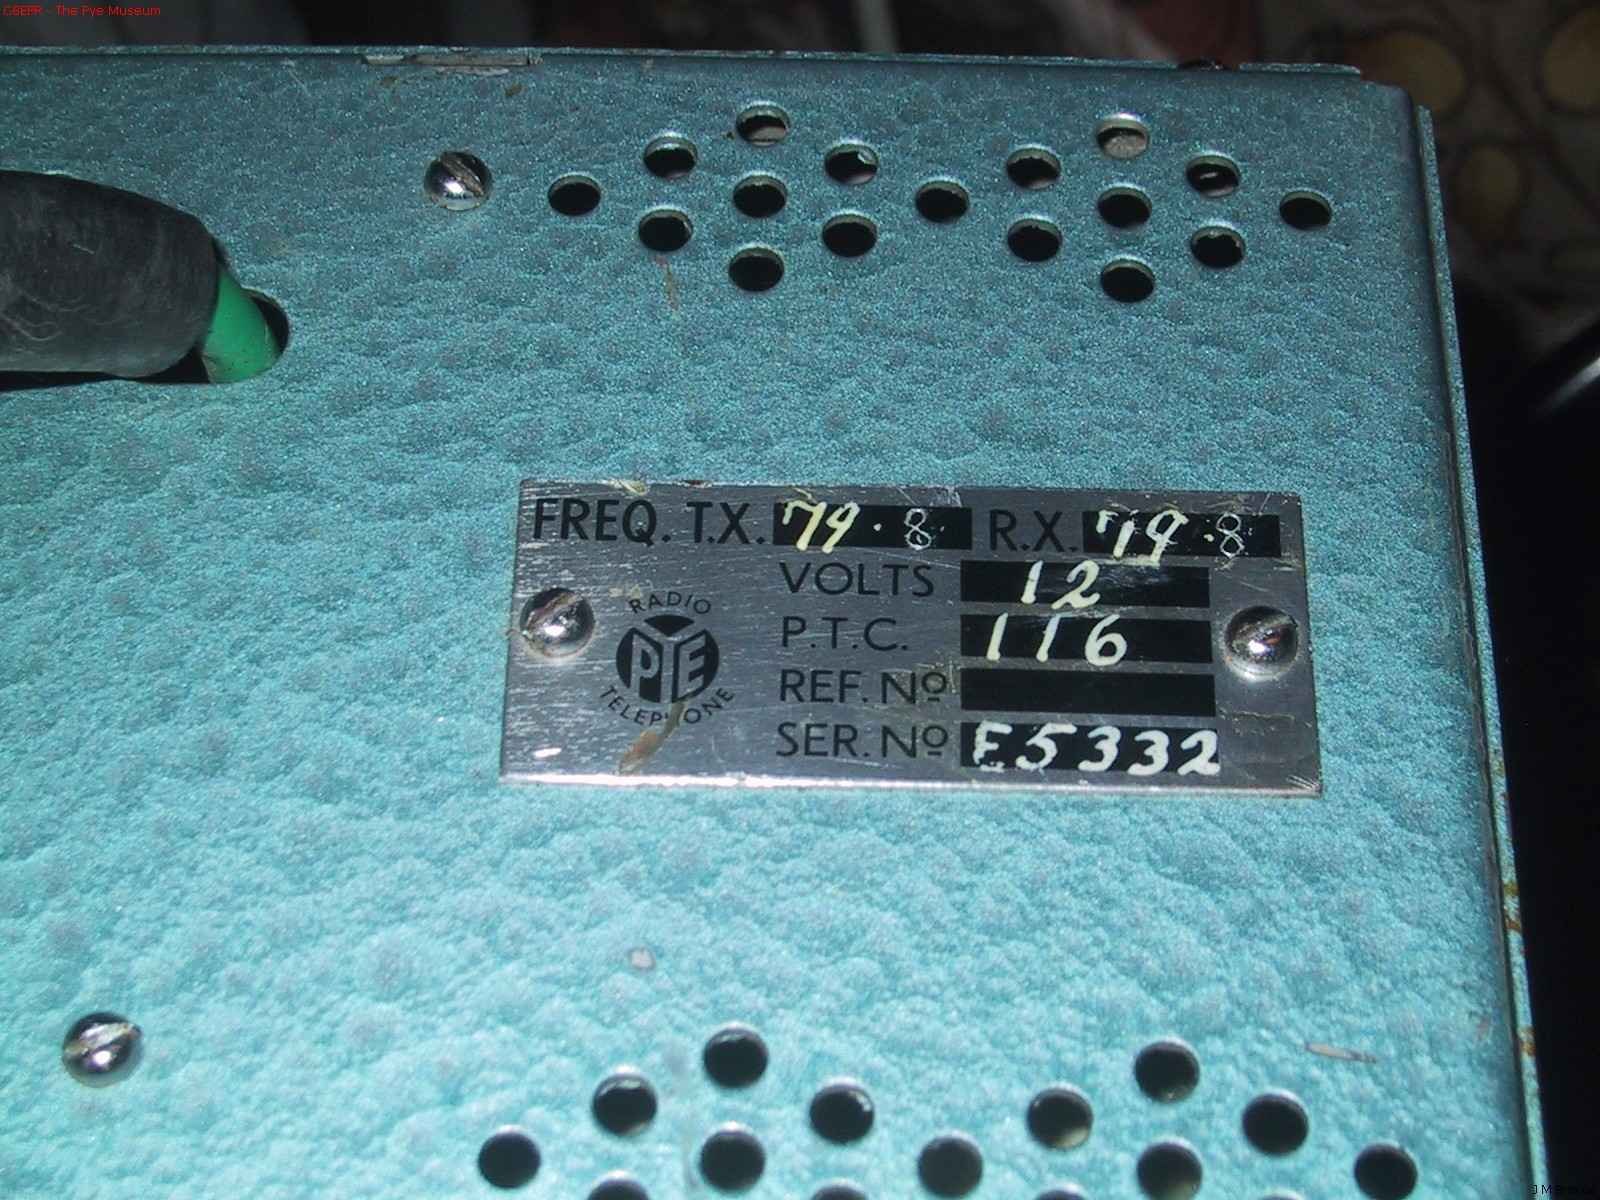 G8EPR - The Pye Museum
FREQ. T.X. 79.8 R.X. 79.8
VOLTS 12
P.T.C. 116
REF. Nº
SER. Nº E5332
RADIO
PYE
TELEPHONE